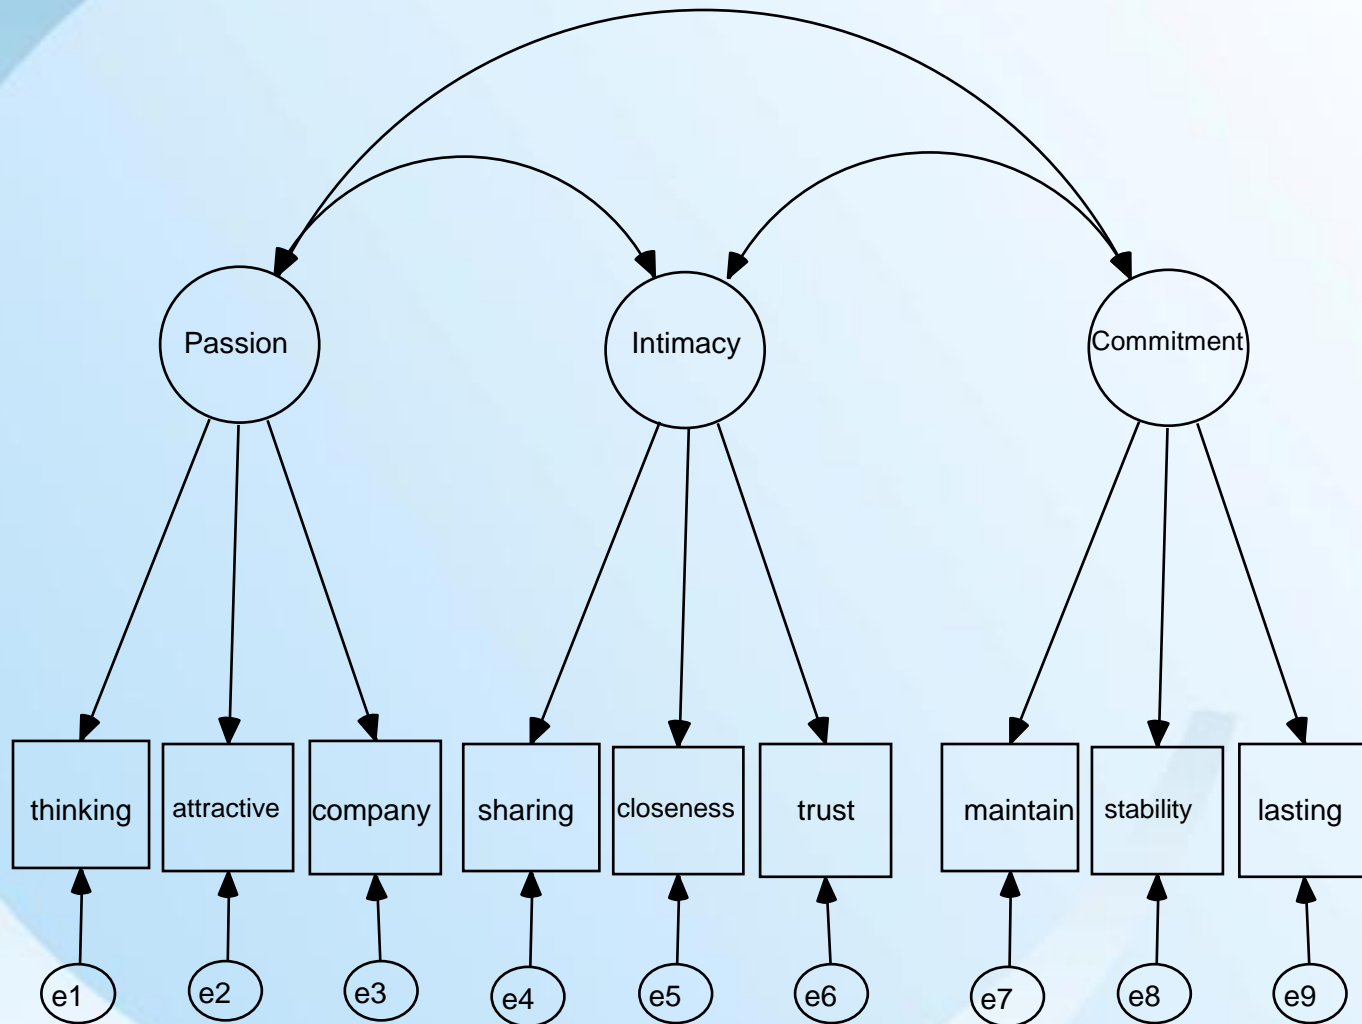 Passion
Intimacy
Commitment
thinking
attractive
company
sharing
closeness
trust
maintain
stability
lasting
e1
e2
e3
e4
e5
e6
e7
e8
e9